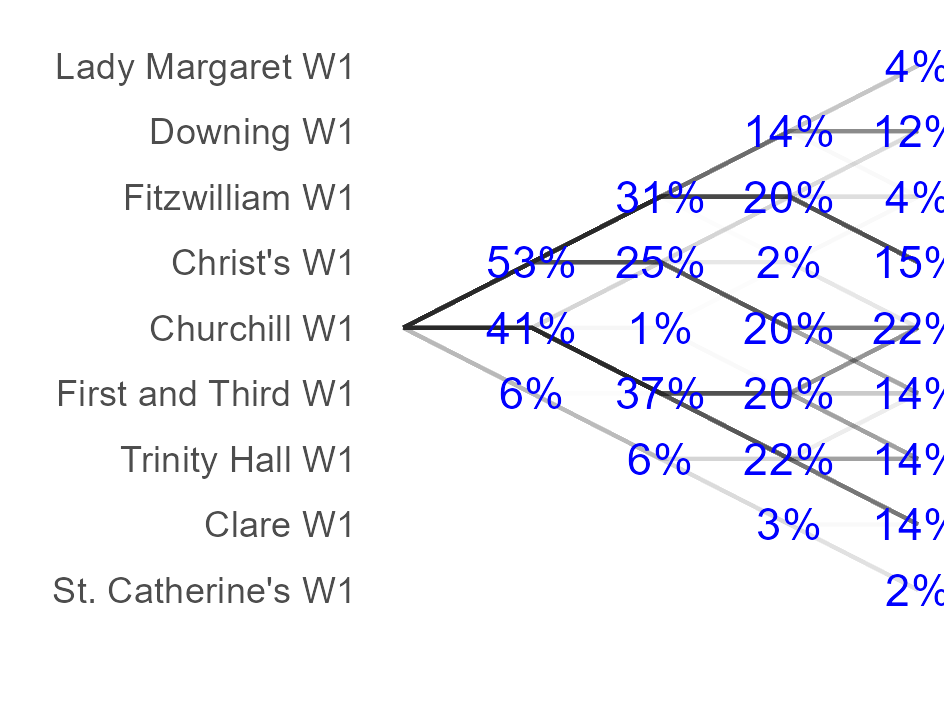 Lady Margaret W1 4%
Downing W1 14% 12%
Fitzwilliam W1 31% 20% 4%
Christ's W1 53% 25% 2% 15%
Churchill W1 41% 1% 20% 22%
First and Third W1 6% 37% 20% 14%
Trinity Hall W1 6% 22% 14%
Clare W1 3% 14%
St. Catherine's W1 2%